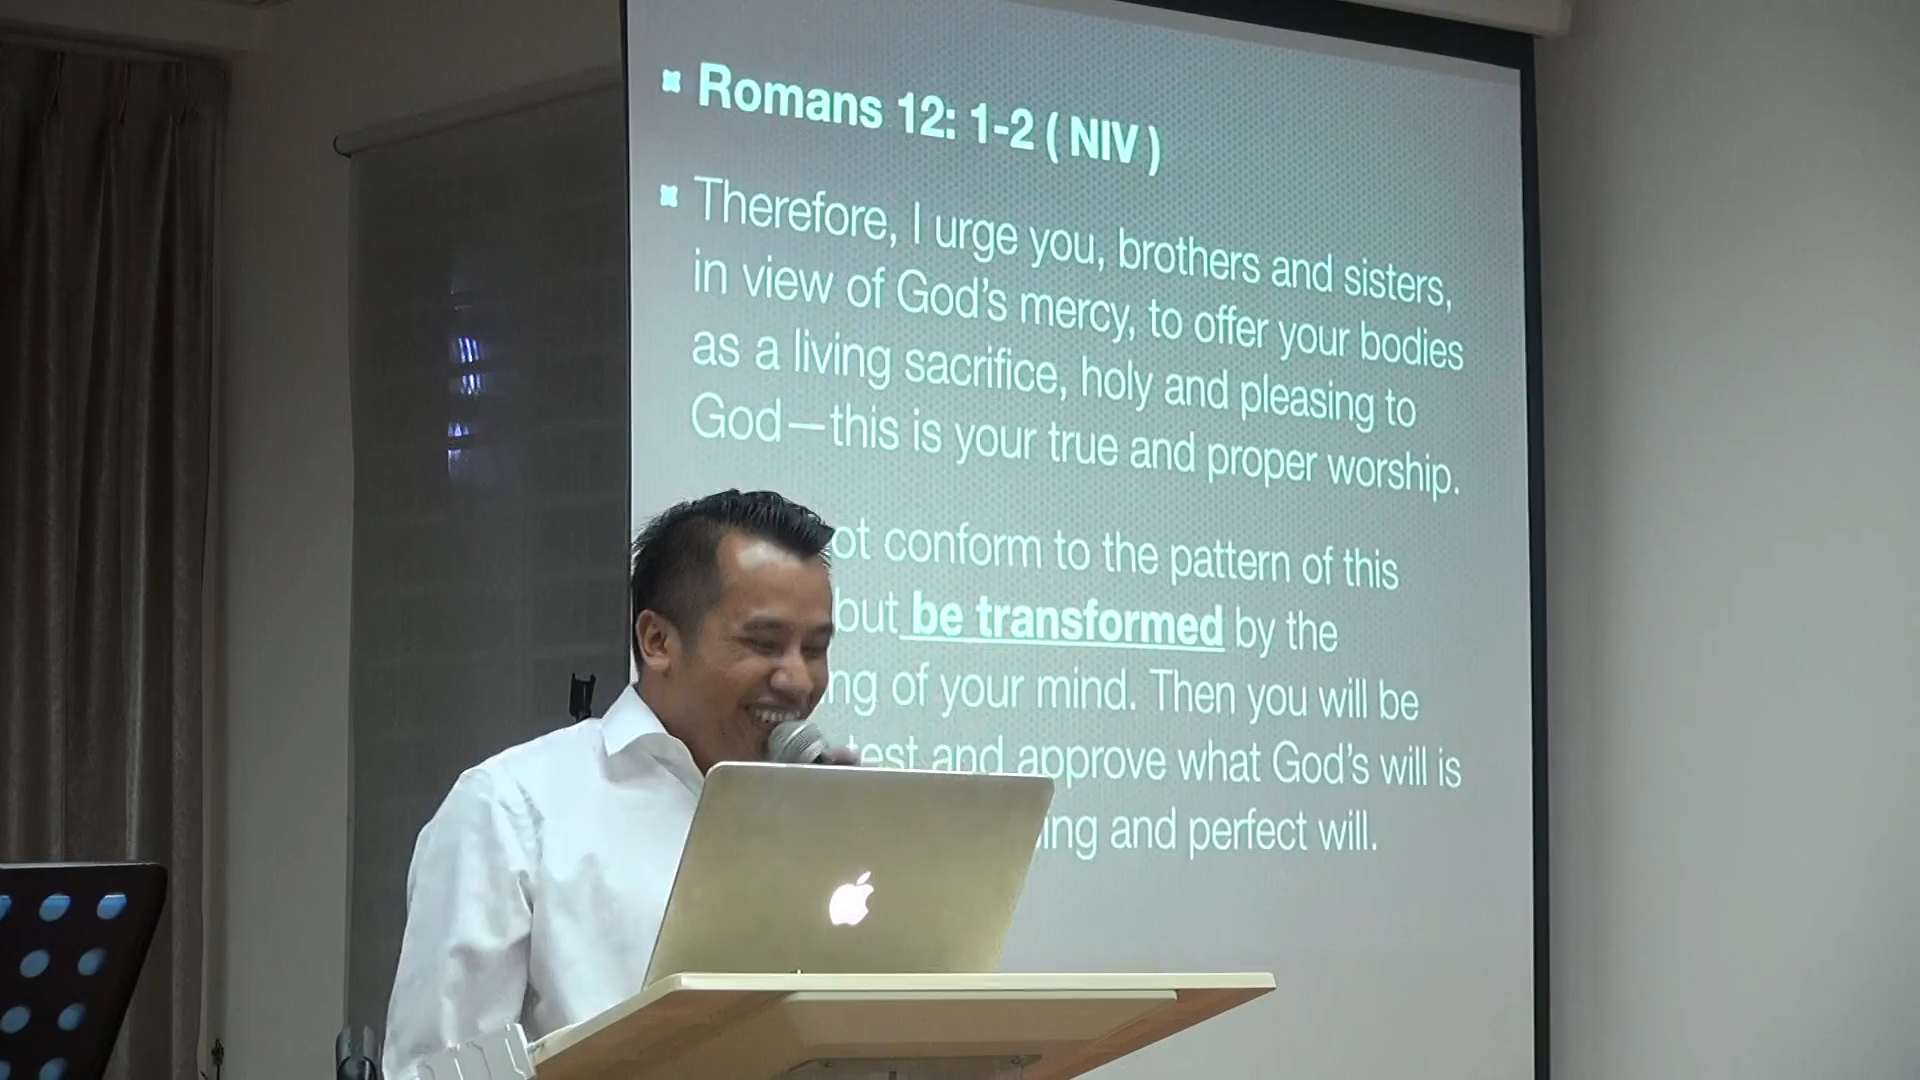 Romans 12: 1-2 ( NIV )
Therefore, I urge you, brothers and sisters,
in view of God's mercy, to offer your bodies
as a living sacrifice, holy and pleasing to
God—this is your true and proper worship.
conform to the pattern of this
but be transformed by the
of your mind. Then you will be
test and approve what God's will is
and perfect will.